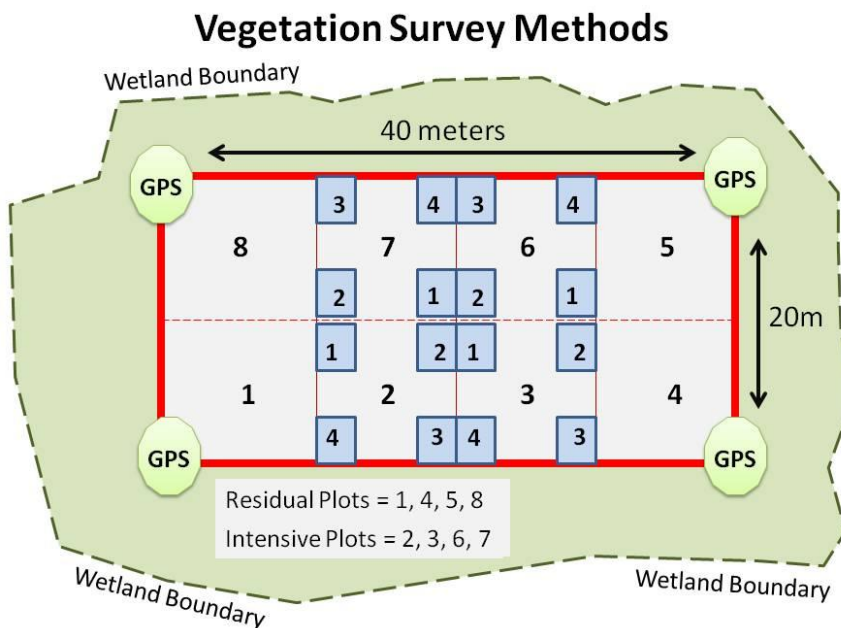 Vegetation Survey Methods
Wetland Boundary
40 meters
GPS
GPS
3
4
3
4
8
7
6
5
2
1
2
1
20m
1
2
1
2
1
2
3
4
4
3
4
3
GPS
GPS
Residual Plots = 1, 4, 5, 8
Intensive Plots = 2, 3, 6, 7
Wetland Boundary
Wetland Boundary